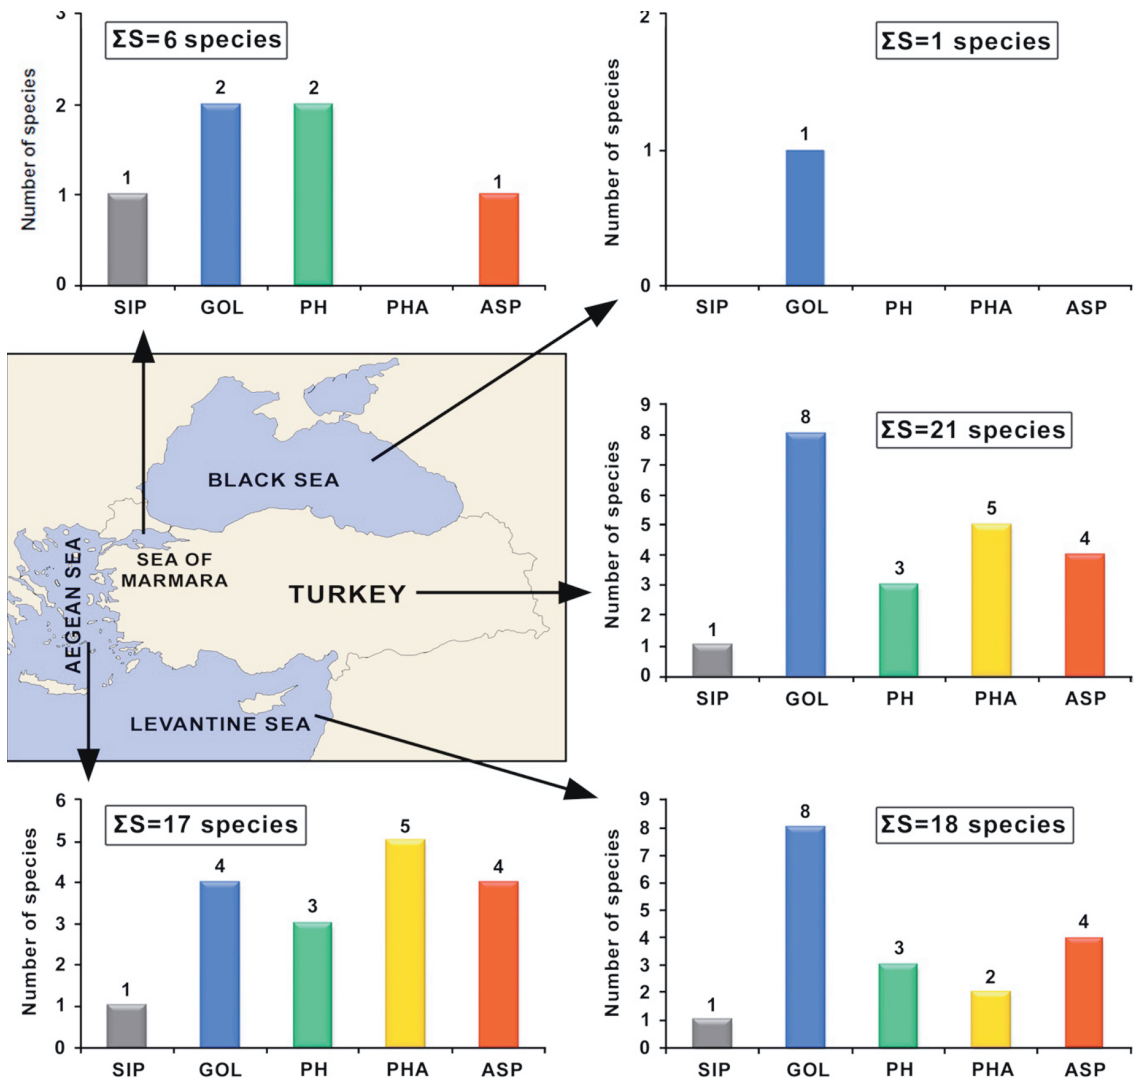 ΣS=6 species
Number of species
3
2
1
0
1
2
2
1
SIP GOL PH PHA ASP
ΣS=1 species
Number of species
2
1
0
1
SIP GOL PH PHA ASP
BLACK SEA
SEA OF
MARMARA
AEGEAN SEA
TURKEY
LEVANTINE SEA
ΣS=21 species
Number of species
9
8
7
6
5
4
3
2
1
0
1
8
3
5
4
SIP GOL PH PHA ASP
ΣS=17 species
Number of species
6
5
4
3
2
1
0
1
4
3
5
4
SIP GOL PH PHA ASP
ΣS=18 species
Number of species
9
8
7
6
5
4
3
2
1
0
1
8
3
2
4
SIP GOL PH PHA ASP